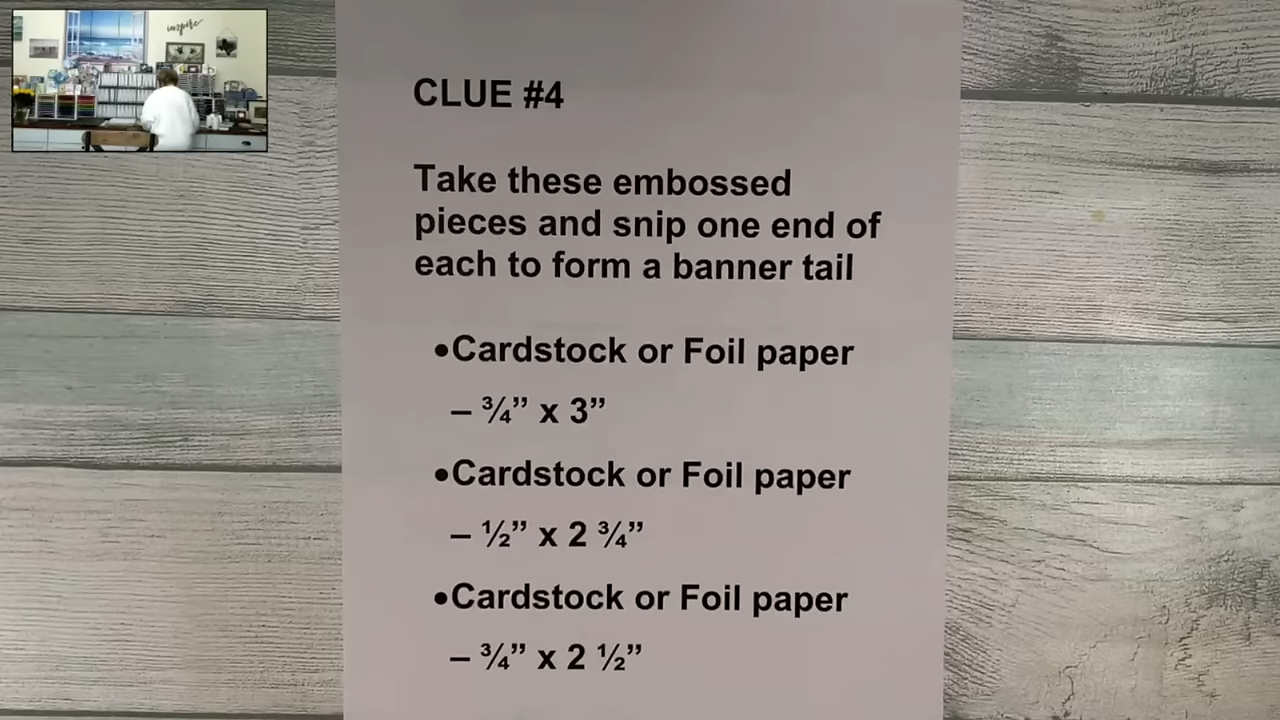 inspire
CLUE #4
Take these embossed
pieces and snip one end of
each to form a banner tail
•Cardstock or Foil paper
– ¾” x 3”
•Cardstock or Foil paper
– ½” x 2 ¾”
•Cardstock or Foil paper
– ¾” x 2 ½”